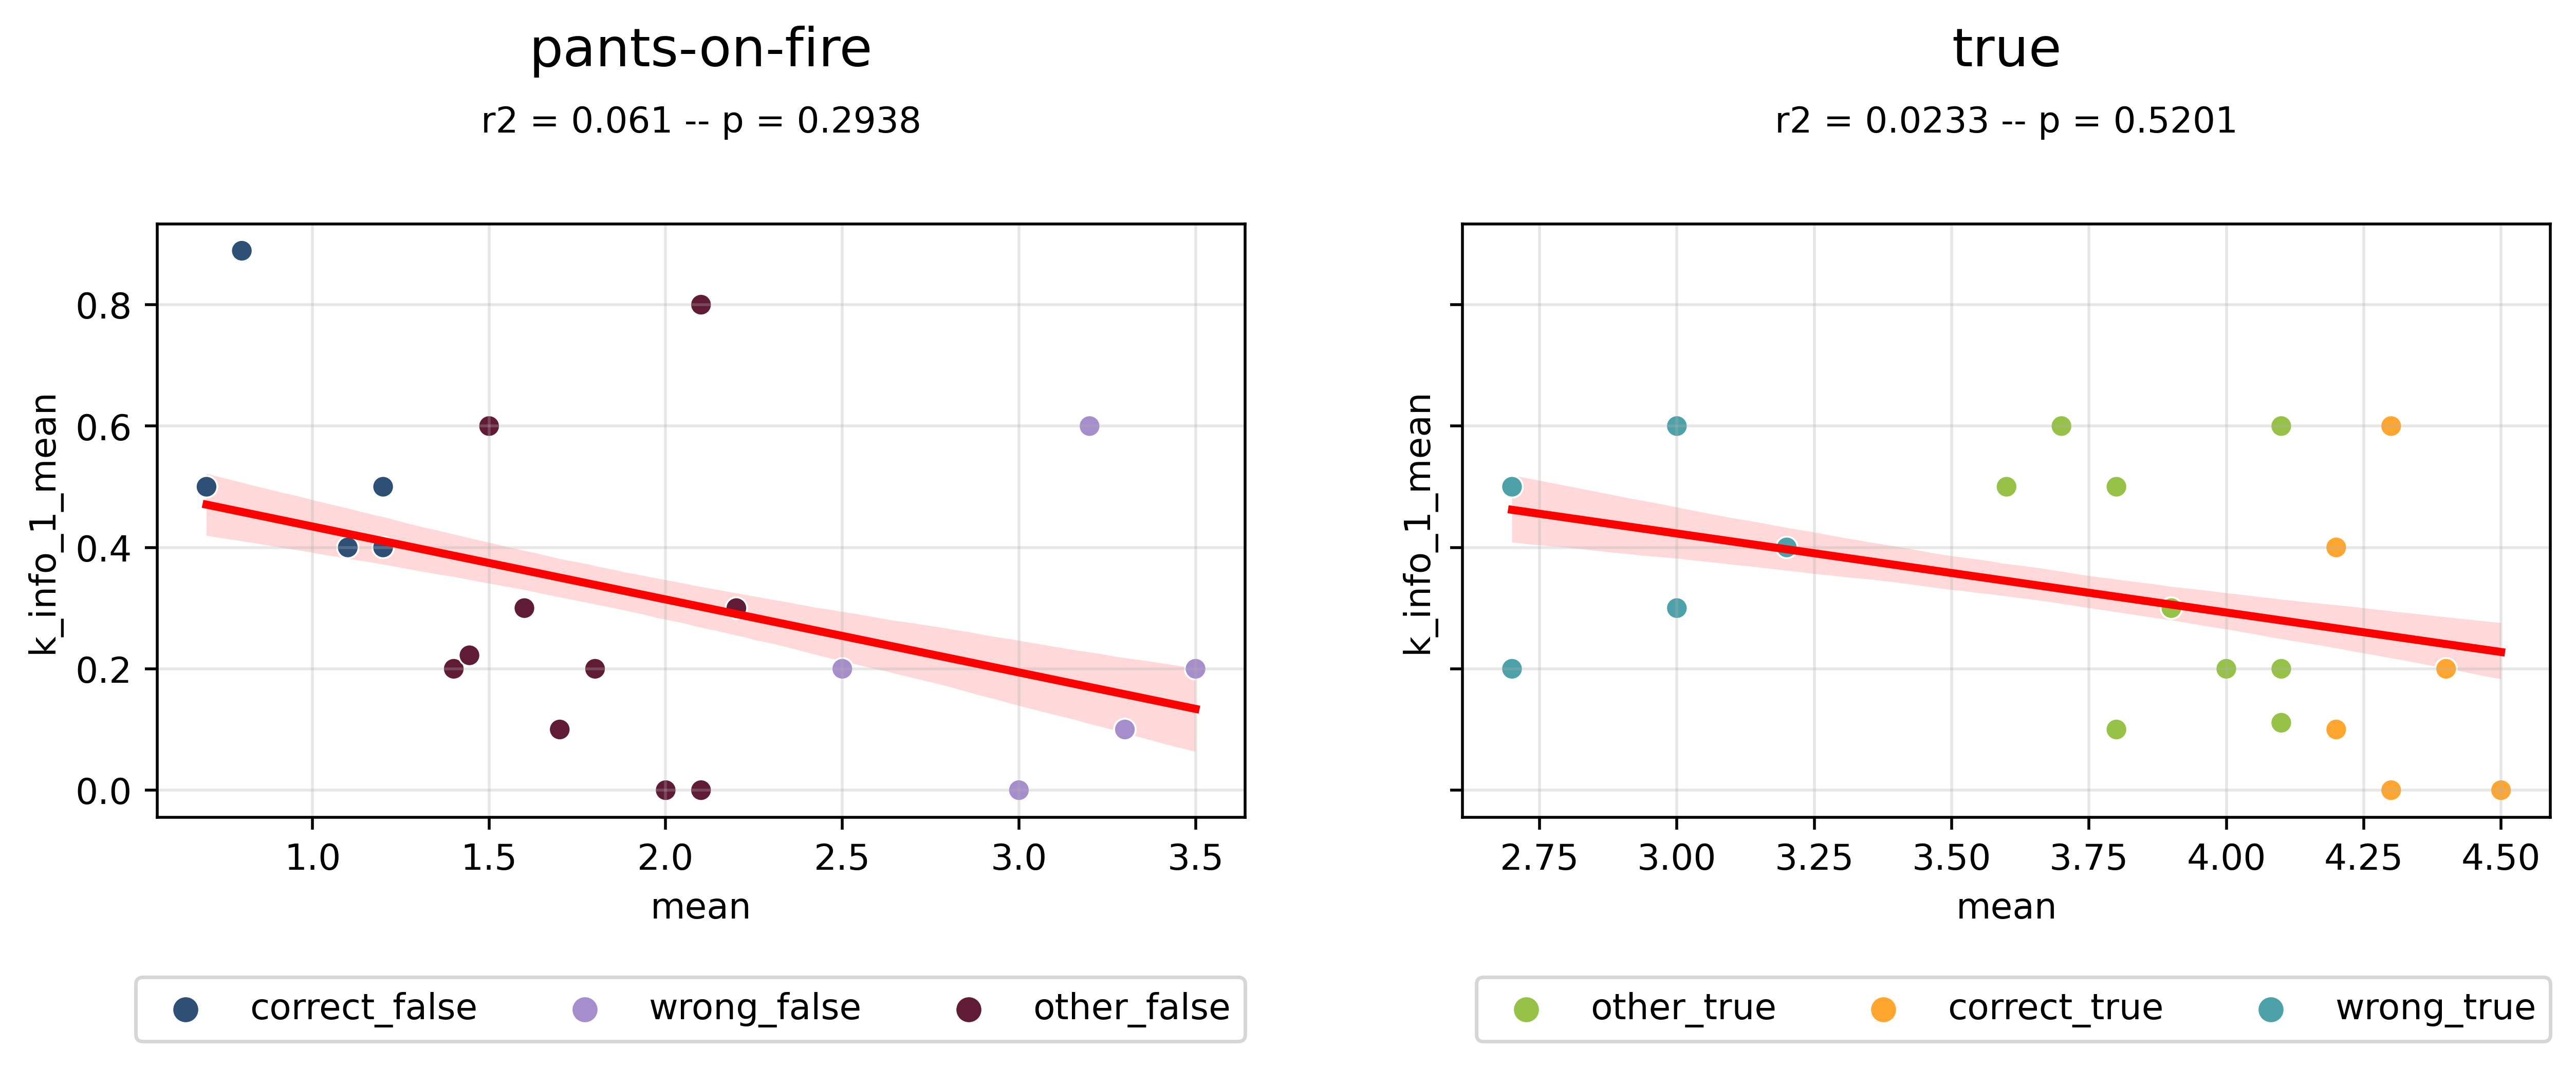 pants-on-fire
r2 = 0.061 -- p = 0.2938
k_info_1_mean
0.8
0.6
0.4
0.2
0.0
1.0 1.5 2.0 2.5 3.0 3.5
mean
correct_false wrong_false other_false
true
r2 = 0.0233 -- p = 0.5201
k_info_1_mean
2.75 3.00 3.25 3.50 3.75 4.00 4.25 4.50
mean
other_true correct_true wrong_true